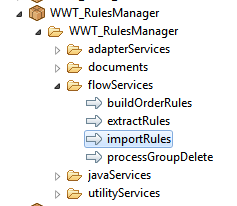 WWT_RulesManager
WWT_RulesManager
adapterServices
documents
flowServices
buildOrderRules
extractRules
importRules
processGroupDelete
javaServices
utilityServices